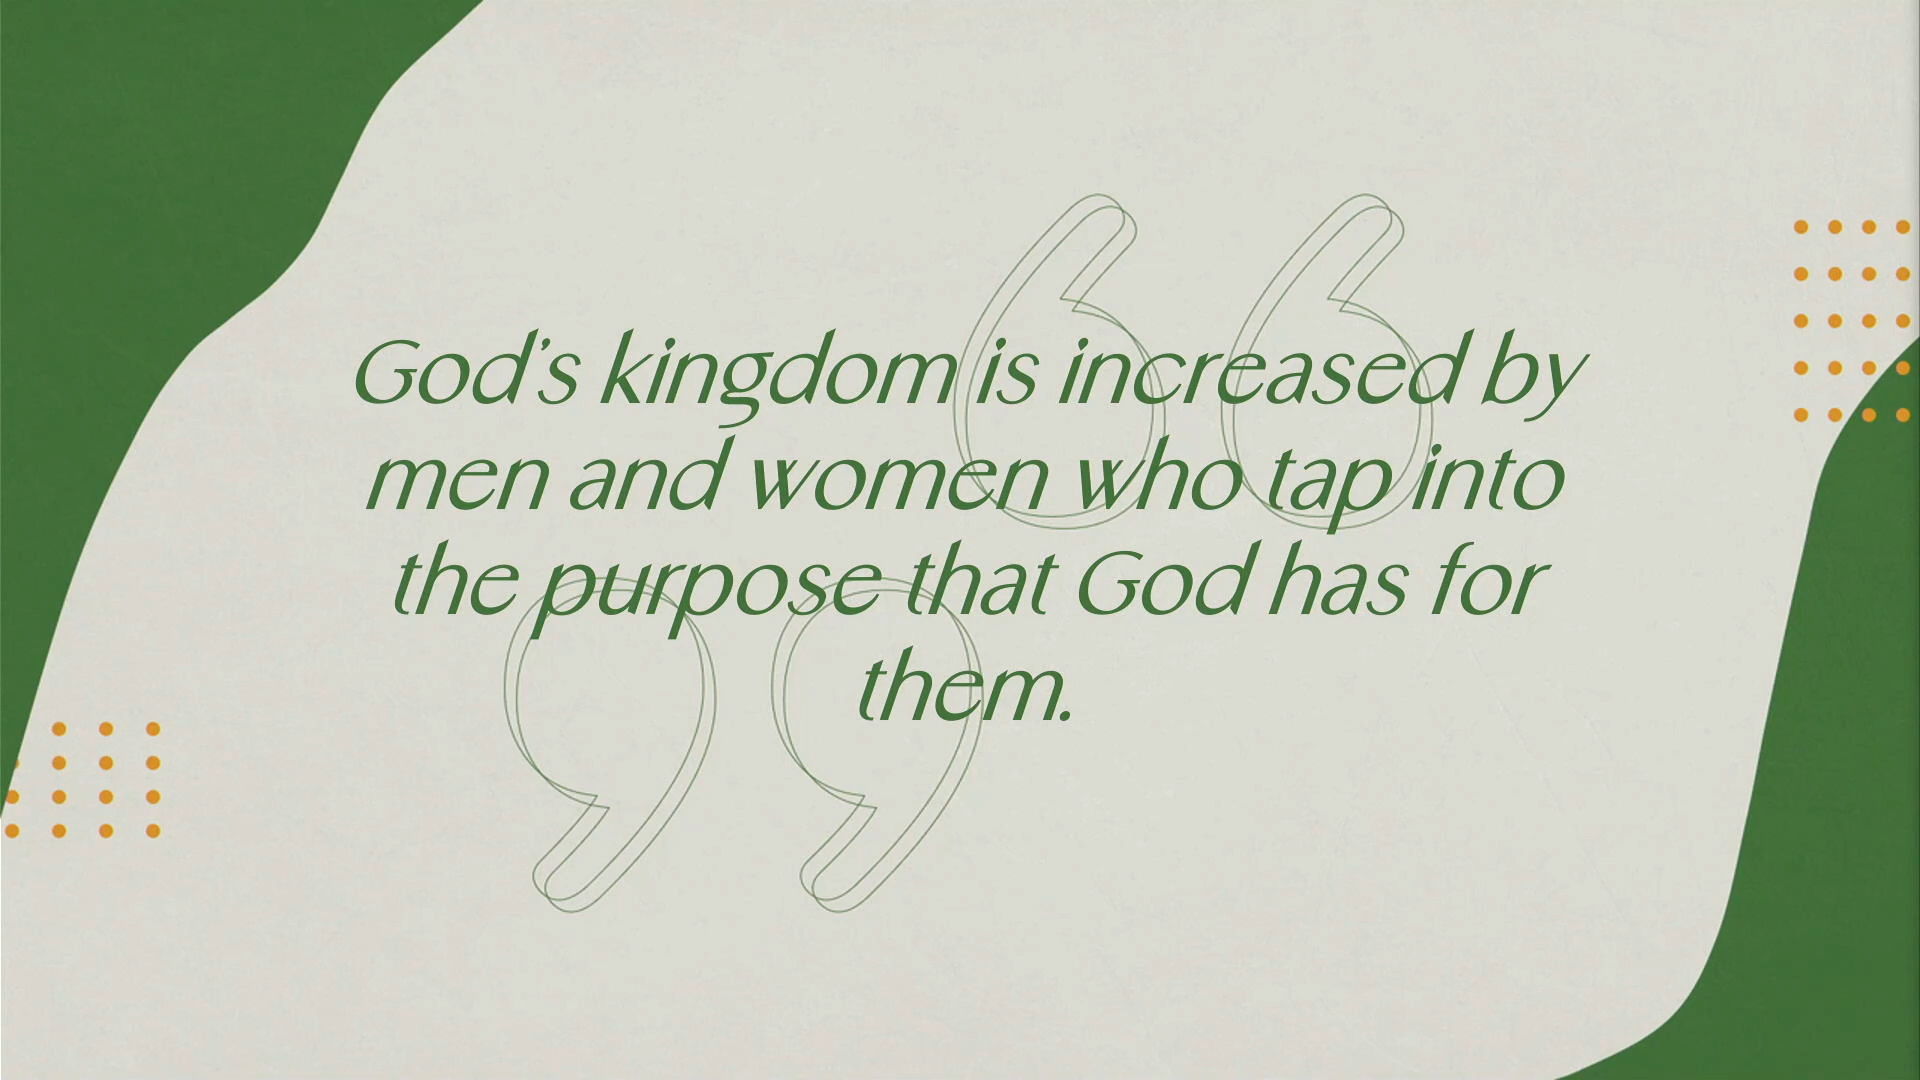 God's kingdom is increased by
men and women who tap into
the purpose that God has for
them.